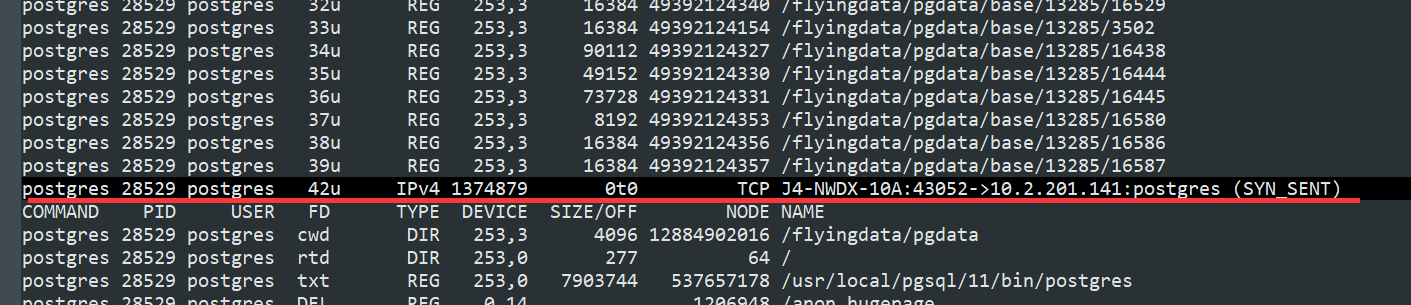 postgres 28529 postgres 32u REG 253,3 16384 49392124340 /flyingdata/pgdata/base/13285/16529
postgres 28529 postgres 33u REG 253,3 16384 49392124154 /flyingdata/pgdata/base/13285/3502
postgres 28529 postgres 34u REG 253,3 90112 49392124327 /flyingdata/pgdata/base/13285/16438
postgres 28529 postgres 35u REG 253,3 49152 49392124330 /flyingdata/pgdata/base/13285/16444
postgres 28529 postgres 36u REG 253,3 73728 49392124331 /flyingdata/pgdata/base/13285/16445
postgres 28529 postgres 37u REG 253,3 8192 49392124353 /flyingdata/pgdata/base/13285/16580
postgres 28529 postgres 38u REG 253,3 16384 49392124356 /flyingdata/pgdata/base/13285/16586
postgres 28529 postgres 39u REG 253,3 16384 49392124357 /flyingdata/pgdata/base/13285/16587
postgres 28529 postgres 42u IPv4 1374879 0t0 TCP J4-NWDX-10A:43052->10.2.201.141:postgres (SYN_SENT)
COMMAND PID USER FD TYPE DEVICE SIZE/OFF NODE NAME
postgres 28529 postgres cwd DIR 253,3 4096 12884902016 /flyingdata/pgdata
postgres 28529 postgres rtd DIR 253,0 277 64 /
postgres 28529 postgres txt REG 253,0 7903744 537657178 /usr/local/pgsql/11/bin/postgres
postgres 28529 postgres DEL REG 0,14 1206948 /anon_hugepage